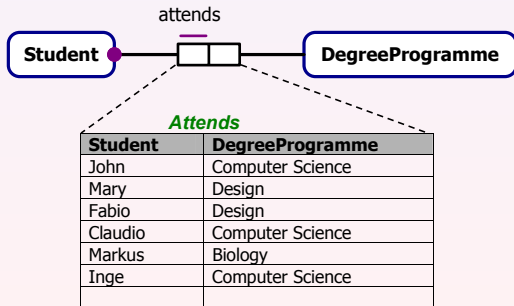 attends
Student DegreeProgramme
Attends
Student DegreeProgramme
John Computer Science
Mary Design
Fabio Design
Claudio Computer Science
Markus Biology
Inge Computer Science